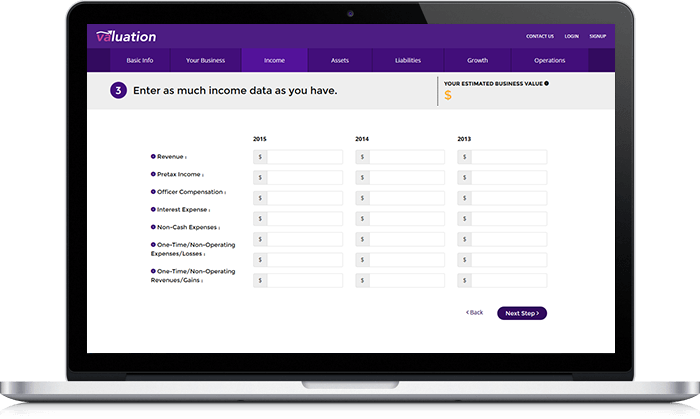 valuation
CONTACT US LOGIN SIGNUP
Basic Info Your Business Income Assets Liabilities Growth Operations
3 Enter as much income data as you have.
YOUR ESTIMATED BUSINESS VALUE
$
2015 2014 2013
Revenue : $ $ $
Pretax Income : $ $ $
Officer Compensation : $ $ $
Interest Expense : $ $ $
Non-Cash Expenses : $ $ $
One-Time/Non-Operating
Expenses/Losses : $ $ $
One-Time/Non-Operating
Revenues/Gains : $ $ $
< Back Next Step >